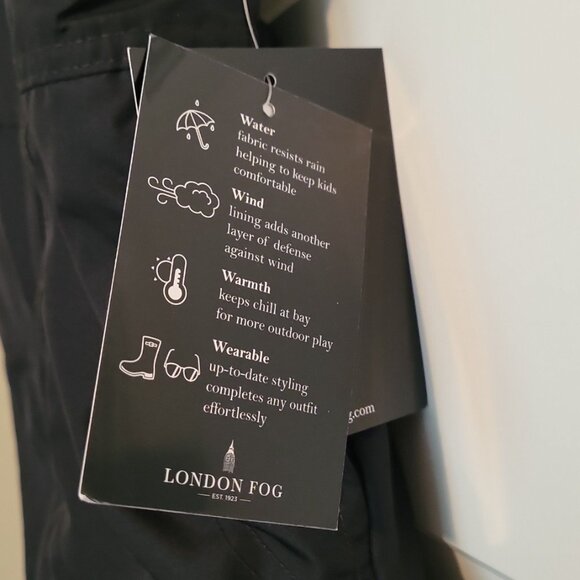 Water
fabric resists rain
helping to keep kids
comfortable
Wind
lining adds another
layer of defense
against wind
Warmth
keeps chill at bay
for more outdoor play
Wearable
up-to-date styling
completes any outfit
effortlessly
LONDON FOG
EST. 1923
g.com